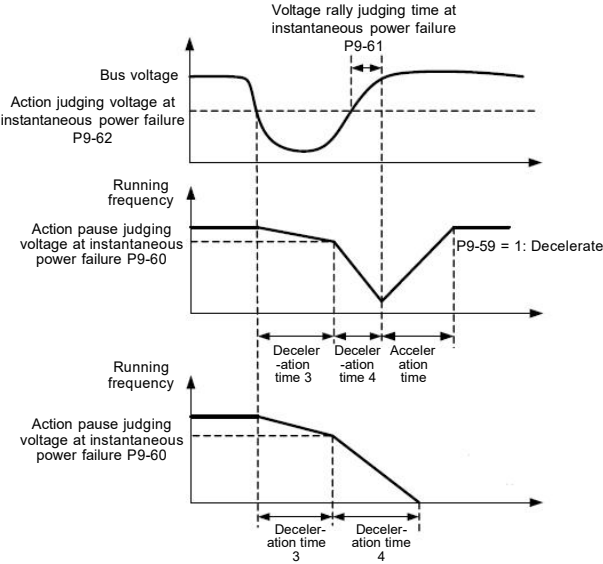 Voltage rally judging time at
instantaneous power failure
P9-61
Bus voltage
Action judging voltage at
instantaneous power failure
P9-62
Running
frequency
Action pause judging
voltage at instantaneous
power failure P9-60
P9-59 = 1: Decelerate
Deceler
-ation
time 3
Deceler
-ation
time 4
Acceler
ation
time
Running
frequency
Action pause judging
voltage at instantaneous
power failure P9-60
Deceler-
ation time
3
Deceler-
ation time
4